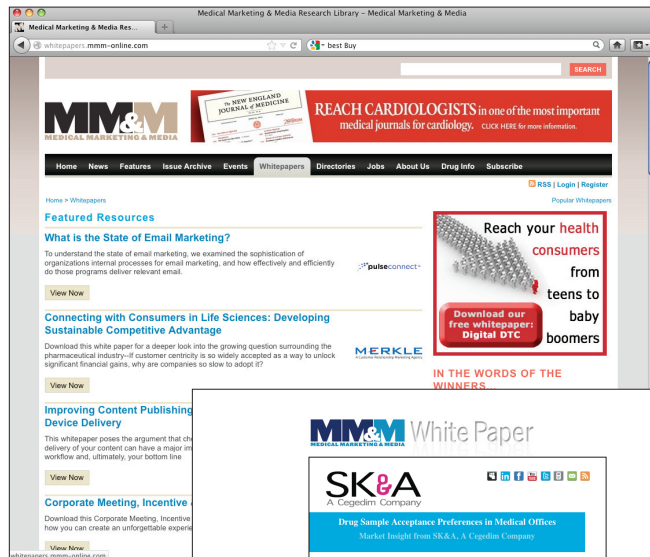 Medical Marketing & Media Research Library – Medical Marketing & Media
Medical Marketing & Media Res...
whitepapers.mmm-online.com
best Buy
SEARCH
MM&M
MEDICAL MARKETING & MEDIA
The NEW ENGLAND
JOURNAL of MEDICINE
REACH CARDIOLOGISTS in one of the most important
medical journals for cardiology. CLICK HERE for more information.
Home News Features Issue Archive Events Whitepapers Directories Jobs About Us Drug Info Subscribe
RSS | Login | Register
Home > Whitepapers
Popular Whitepapers
Featured Resources
What is the State of Email Marketing?
To understand the state of email marketing, we examined the sophistication of
organizations internal processes for email marketing, and how effectively and efficiently
do those programs deliver relevant email.
pulseconnect
View Now
Connecting with Consumers in Life Sciences: Developing
Sustainable Competitive Advantage
Download this white paper for a deeper look into the growing question surrounding the
pharmaceutical industry--If customer centricity is so widely accepted as a way to unlock
significant financial gains, why are companies so slow to adopt it?
MERKLE
A Customer Relationship Marketing Agency
View Now
Improving Content Publishing
Device Delivery
This whitepaper poses the argument that
delivery of your content can have a major
workflow and, ultimately, your bottom line
View Now
Corporate Meeting, Incentive
Download this Corporate Meeting, Incentive
how you can create an unforgettable
View Now
whitepapers.mmm-online.com
Reach your health
consumers
from
teens to
baby
boomers
Download our
free whitepaper:
Digital DTC
IN THE WORDS OF THE
WINNERS...
MM&M White Paper
MEDICAL MARKETING & MEDIA
SK&A
A Cegedim Company
Drug Sample Acceptance Preferences in Medical Offices
Market Insight from SK&A, A Cegedim Company